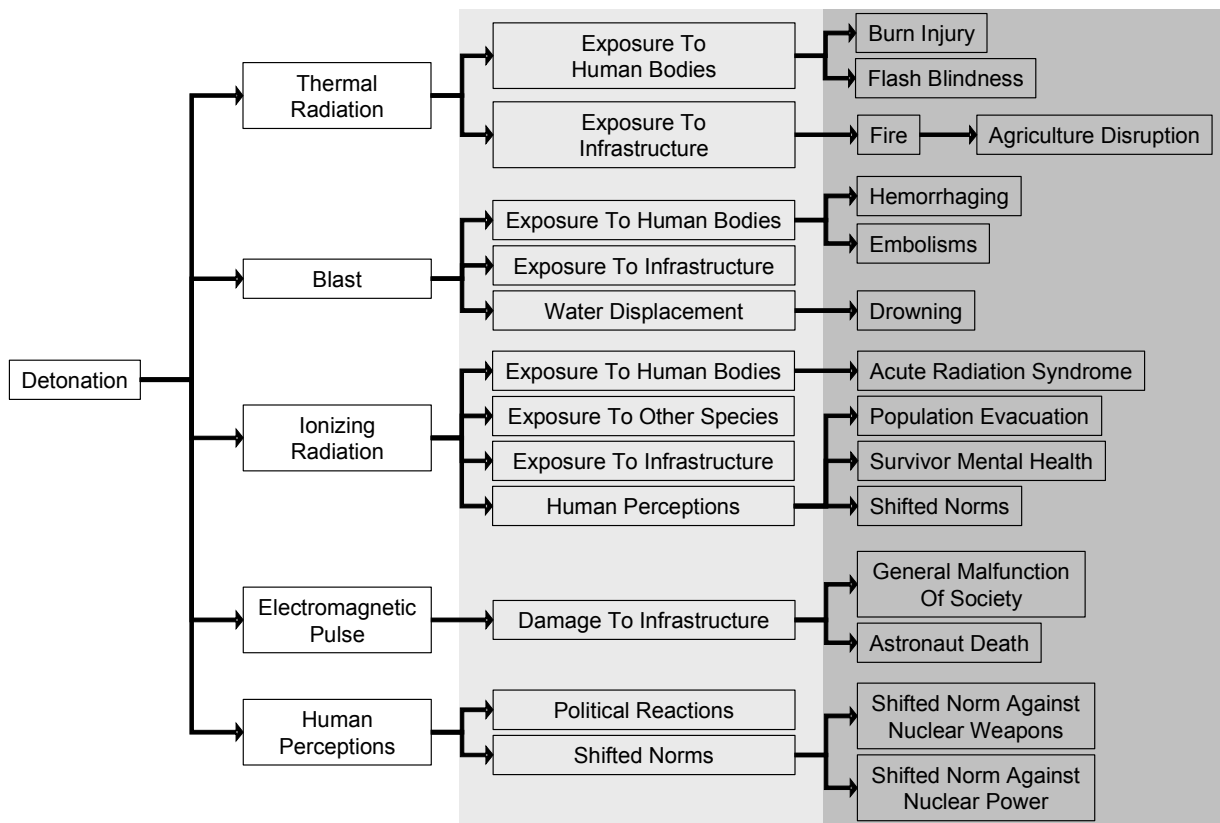 Detonation
Thermal
Radiation
Exposure To
Human Bodies
Burn Injury
Flash Blindness
Exposure To
Infrastructure
Fire
Agriculture Disruption
Blast
Exposure To Human Bodies
Hemorrhaging
Embolisms
Exposure To Infrastructure
Water Displacement
Drowning
Ionizing
Radiation
Exposure To Human Bodies
Acute Radiation Syndrome
Exposure To Other Species
Exposure To Infrastructure
Human Perceptions
Population Evacuation
Survivor Mental Health
Shifted Norms
Electromagnetic
Pulse
Damage To Infrastructure
General Malfunction
Of Society
Astronaut Death
Human
Perceptions
Political Reactions
Shifted Norms
Shifted Norm Against
Nuclear Weapons
Shifted Norm Against
Nuclear Power